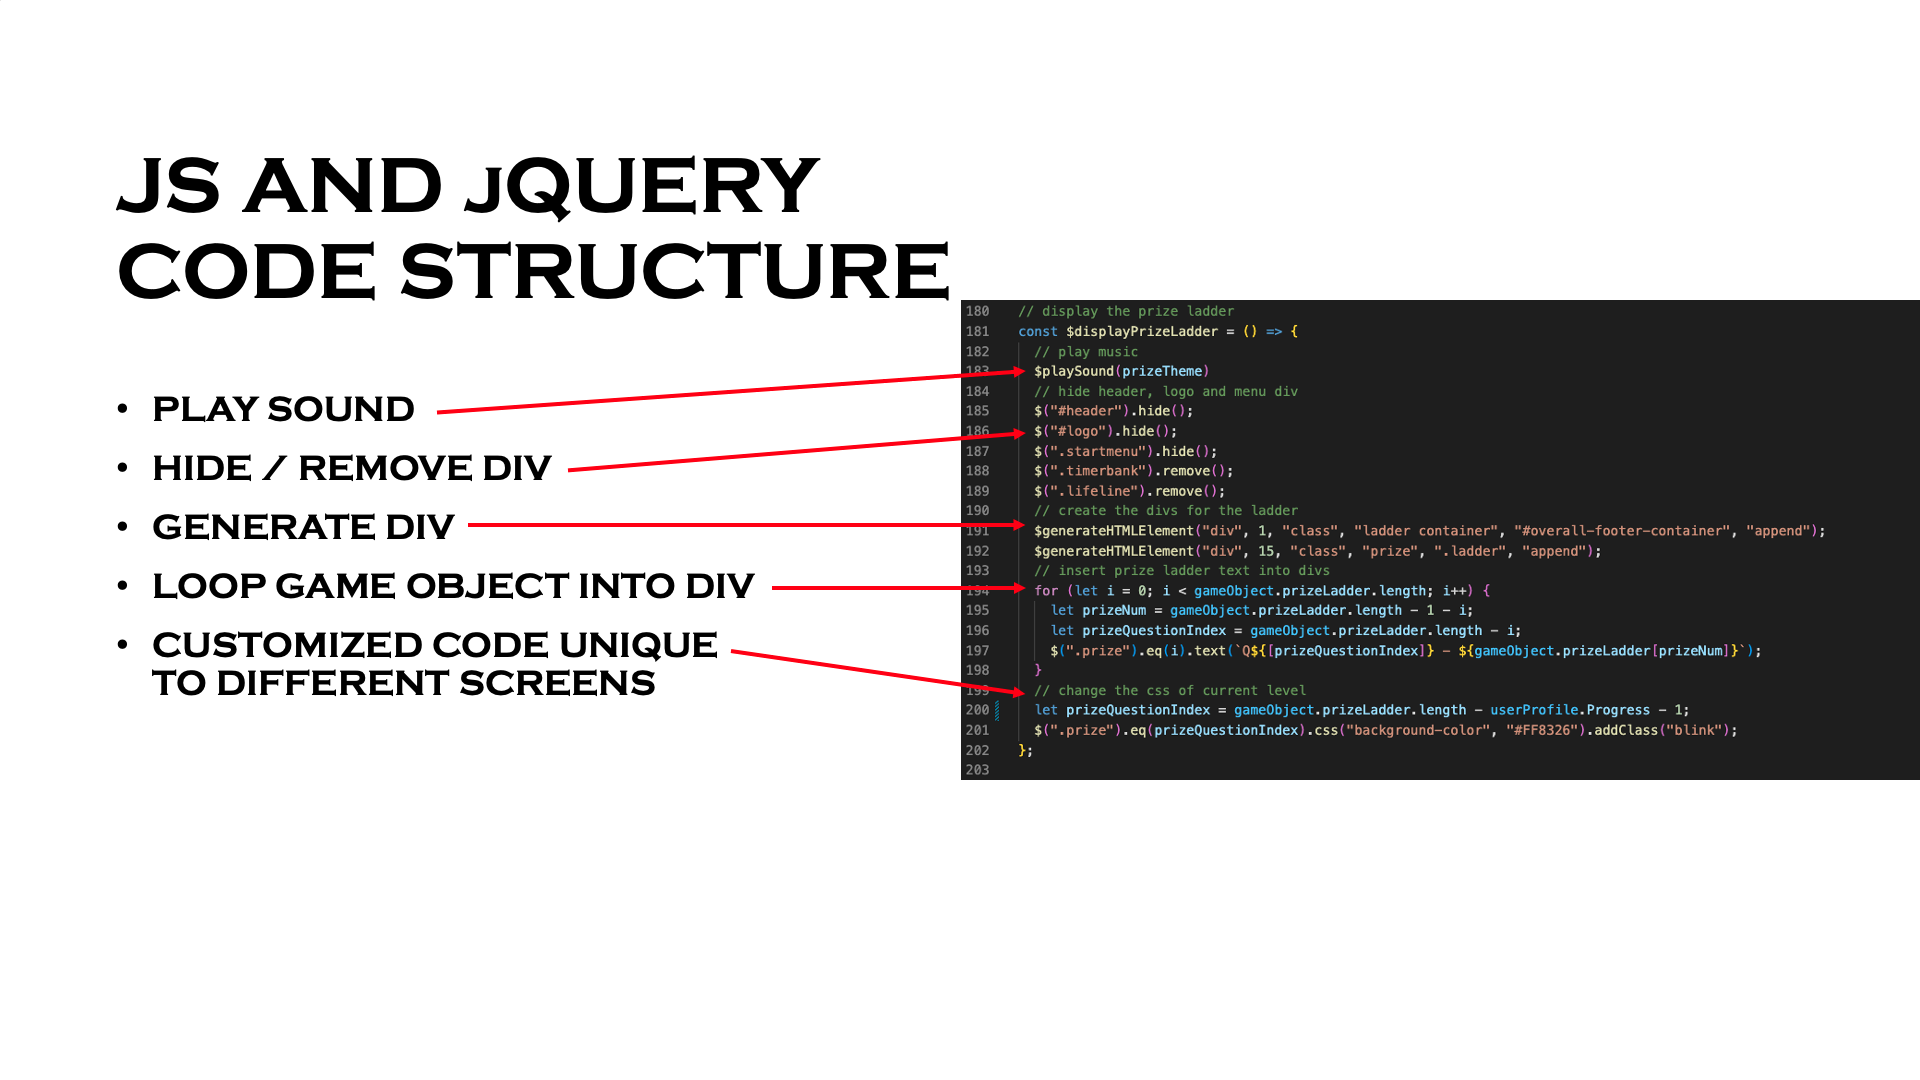 JS AND jQUERY
CODE STRUCTURE
• PLAY SOUND
• HIDE / REMOVE DIV
• GENERATE DIV
• LOOP GAME OBJECT INTO DIV
• CUSTOMIZED CODE UNIQUE
TO DIFFERENT SCREENS
180 // display the prize ladder
181 const $displayPrizeLadder = () => {
182 // play music
183 $playSound(prizeTheme)
184 // hide header, logo and menu div
185 $("#header").hide();
186 $("#logo").hide();
187 $(".startmenu").hide();
188 $(".timerbank").remove();
189 $(".lifeline").remove();
190 // create the divs for the ladder
191 $generateHTMLElement("div", 1, "class", "ladder container", "#overall-footer-container", "append");
192 $generateHTMLElement("div", 15, "class", "prize", ".ladder", "append");
193 // insert prize ladder text into divs
194 for (let i = 0; i < gameObject.prizeLadder.length; i++) {
195 let prizeNum = gameObject.prizeLadder.length - 1 - i;
196 let prizeQuestionIndex = gameObject.prizeLadder.length - i;
197 $(".prize").eq(i).text(`Q${[prizeQuestionIndex]} - ${gameObject.prizeLadder[prizeNum]}`);
198 }
199 // change the css of current level
200 let prizeQuestionIndex = gameObject.prizeLadder.length - userProfile.Progress - 1;
201 $(".prize").eq(prizeQuestionIndex).css("background-color", "#FF8326").addClass("blink");
202 };
203